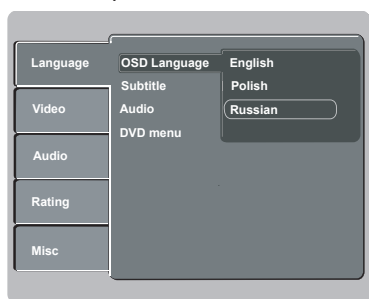 Language
Video
Audio
Rating
Misc
OSD Language
Subtitle
Audio
DVD menu
English
Polish
Russian